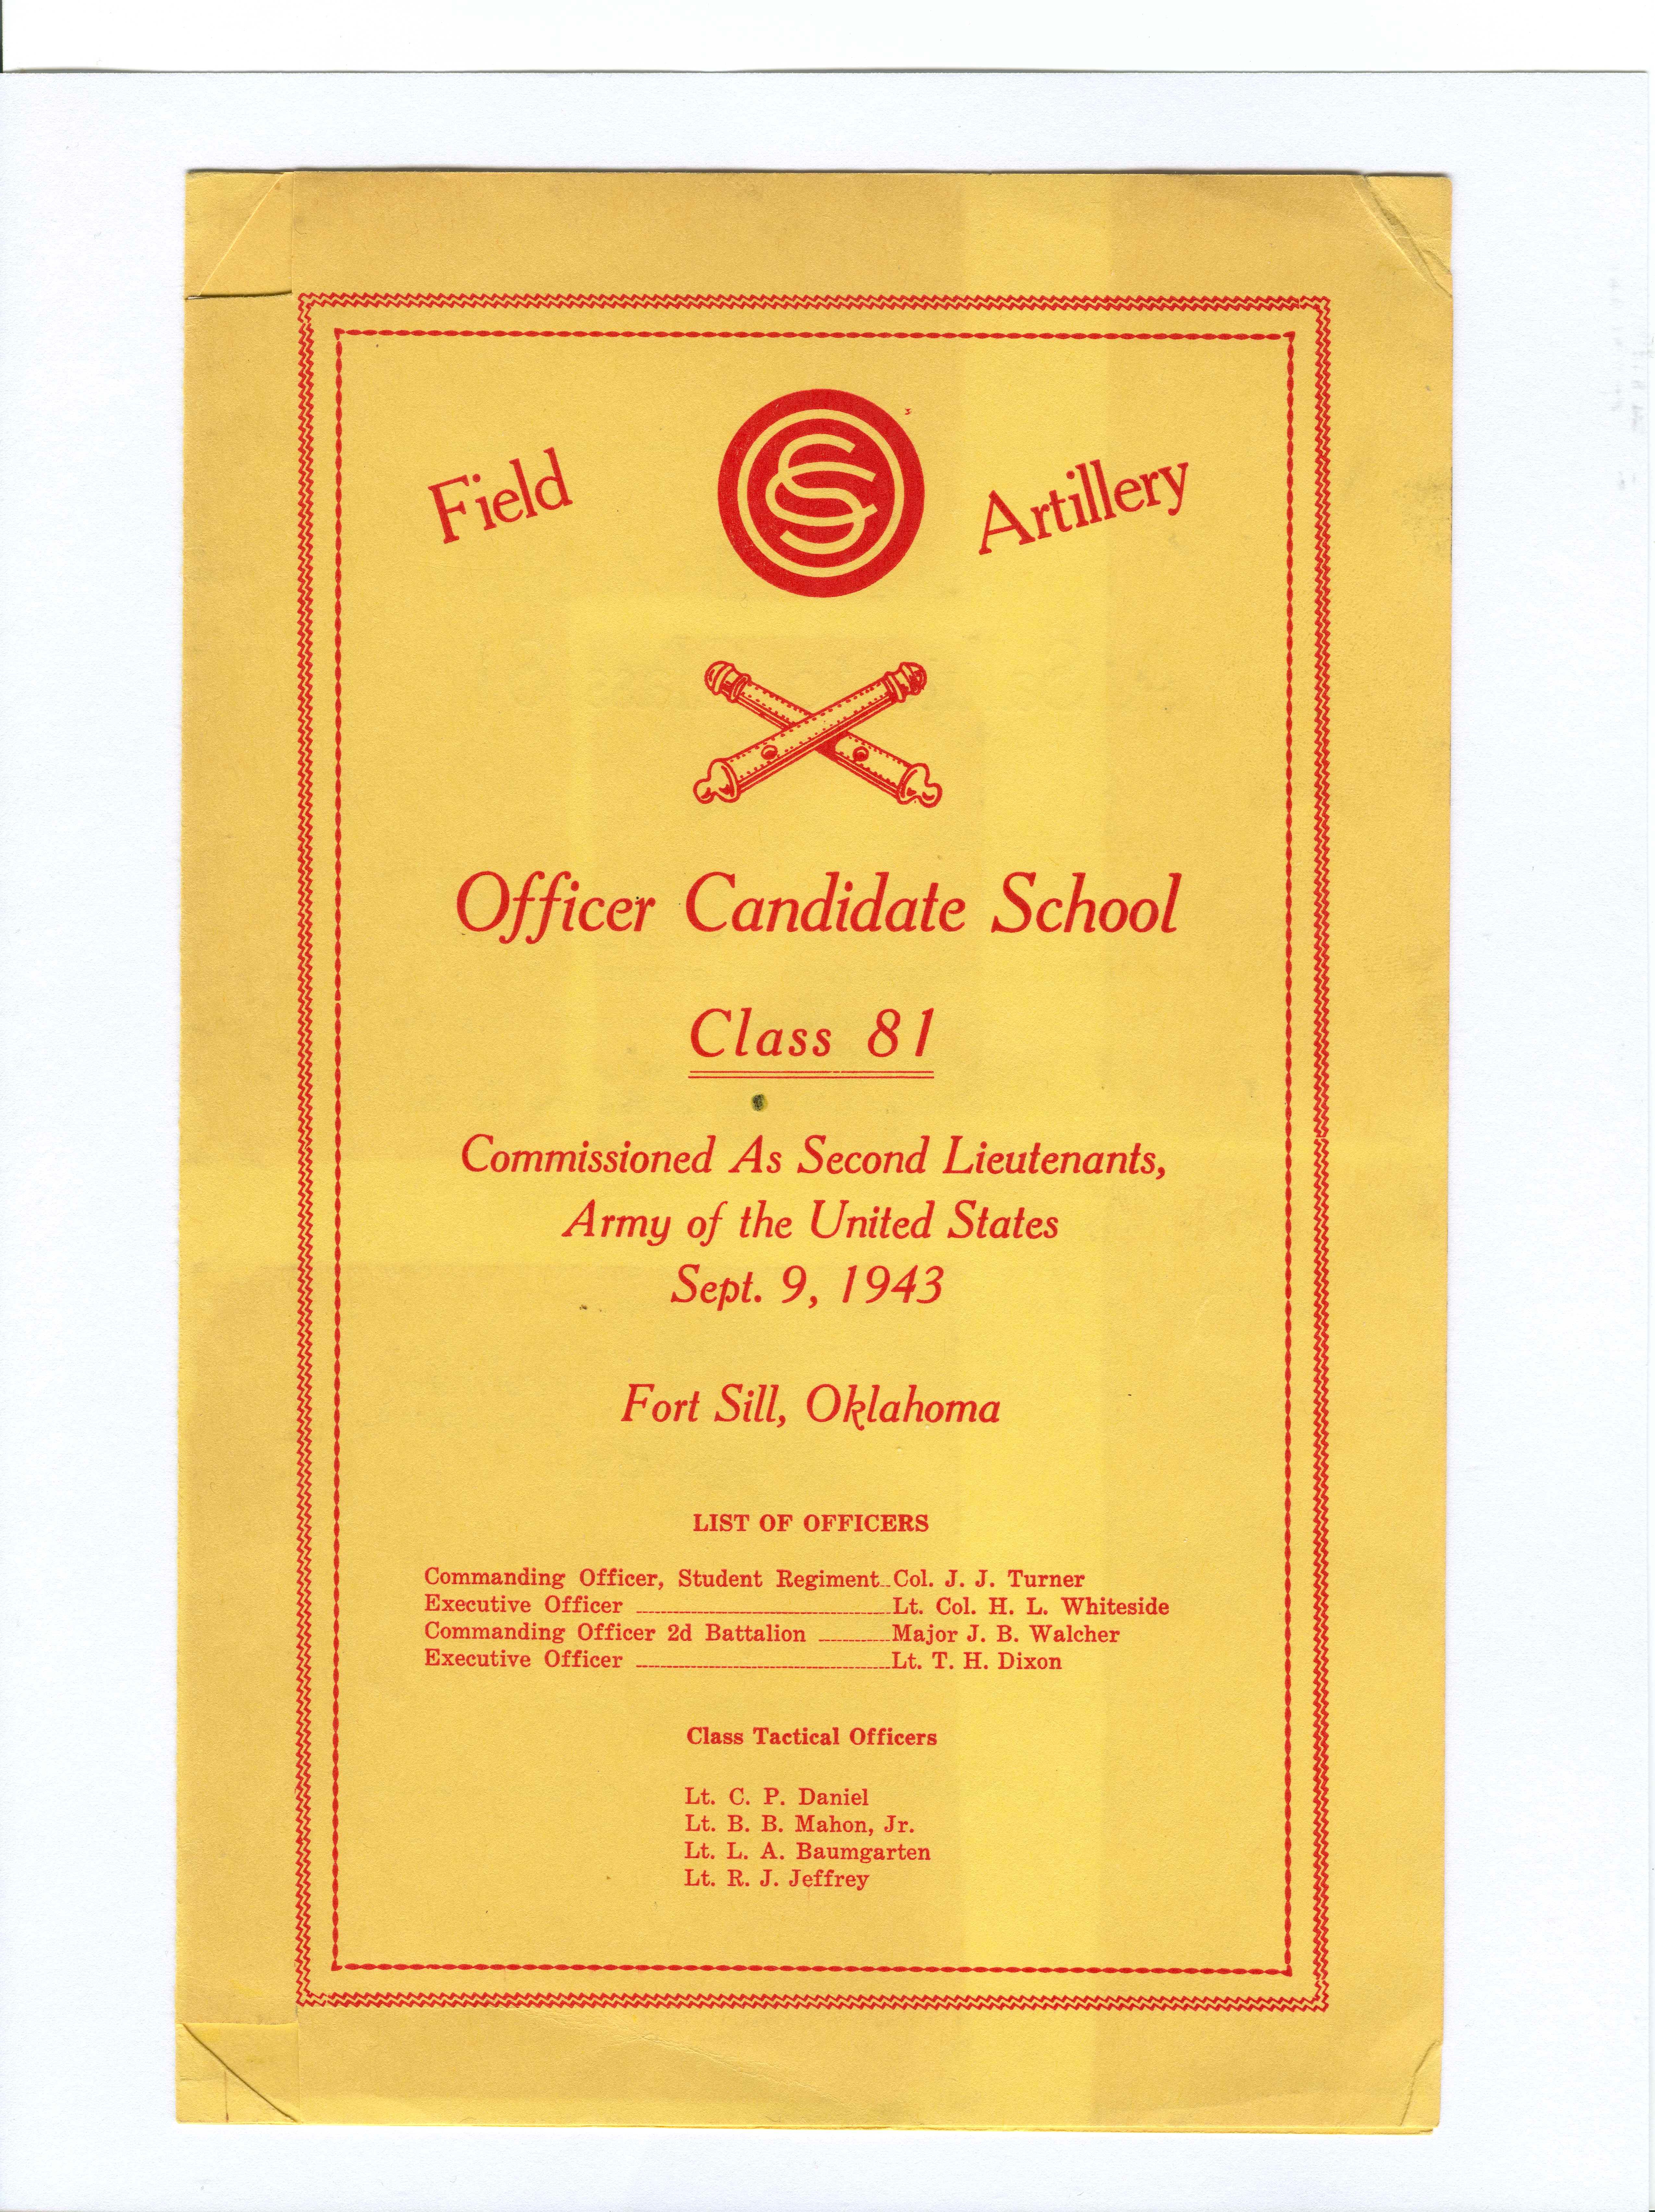 Field OCS Artillery
Officer Candidate School
Class 81
Commissioned As Second Lieutenants,
Army of the United States
Sept. 9, 1943
Fort Sill, Oklahoma
LIST OF OFFICERS
Commanding Officer, Student Regiment Col. J. J. Turner
Executive Officer Lt. Col. H. L. Whiteside
Commanding Officer 2d Battalion Major J. B. Walcher
Executive Officer Lt. T. H. Dixon
Class Tactical Officers
Lt. C. P. Daniel
Lt. B. B. Mahon, Jr.
Lt. L. A. Baumgarten
Lt. R. J. Jeffrey